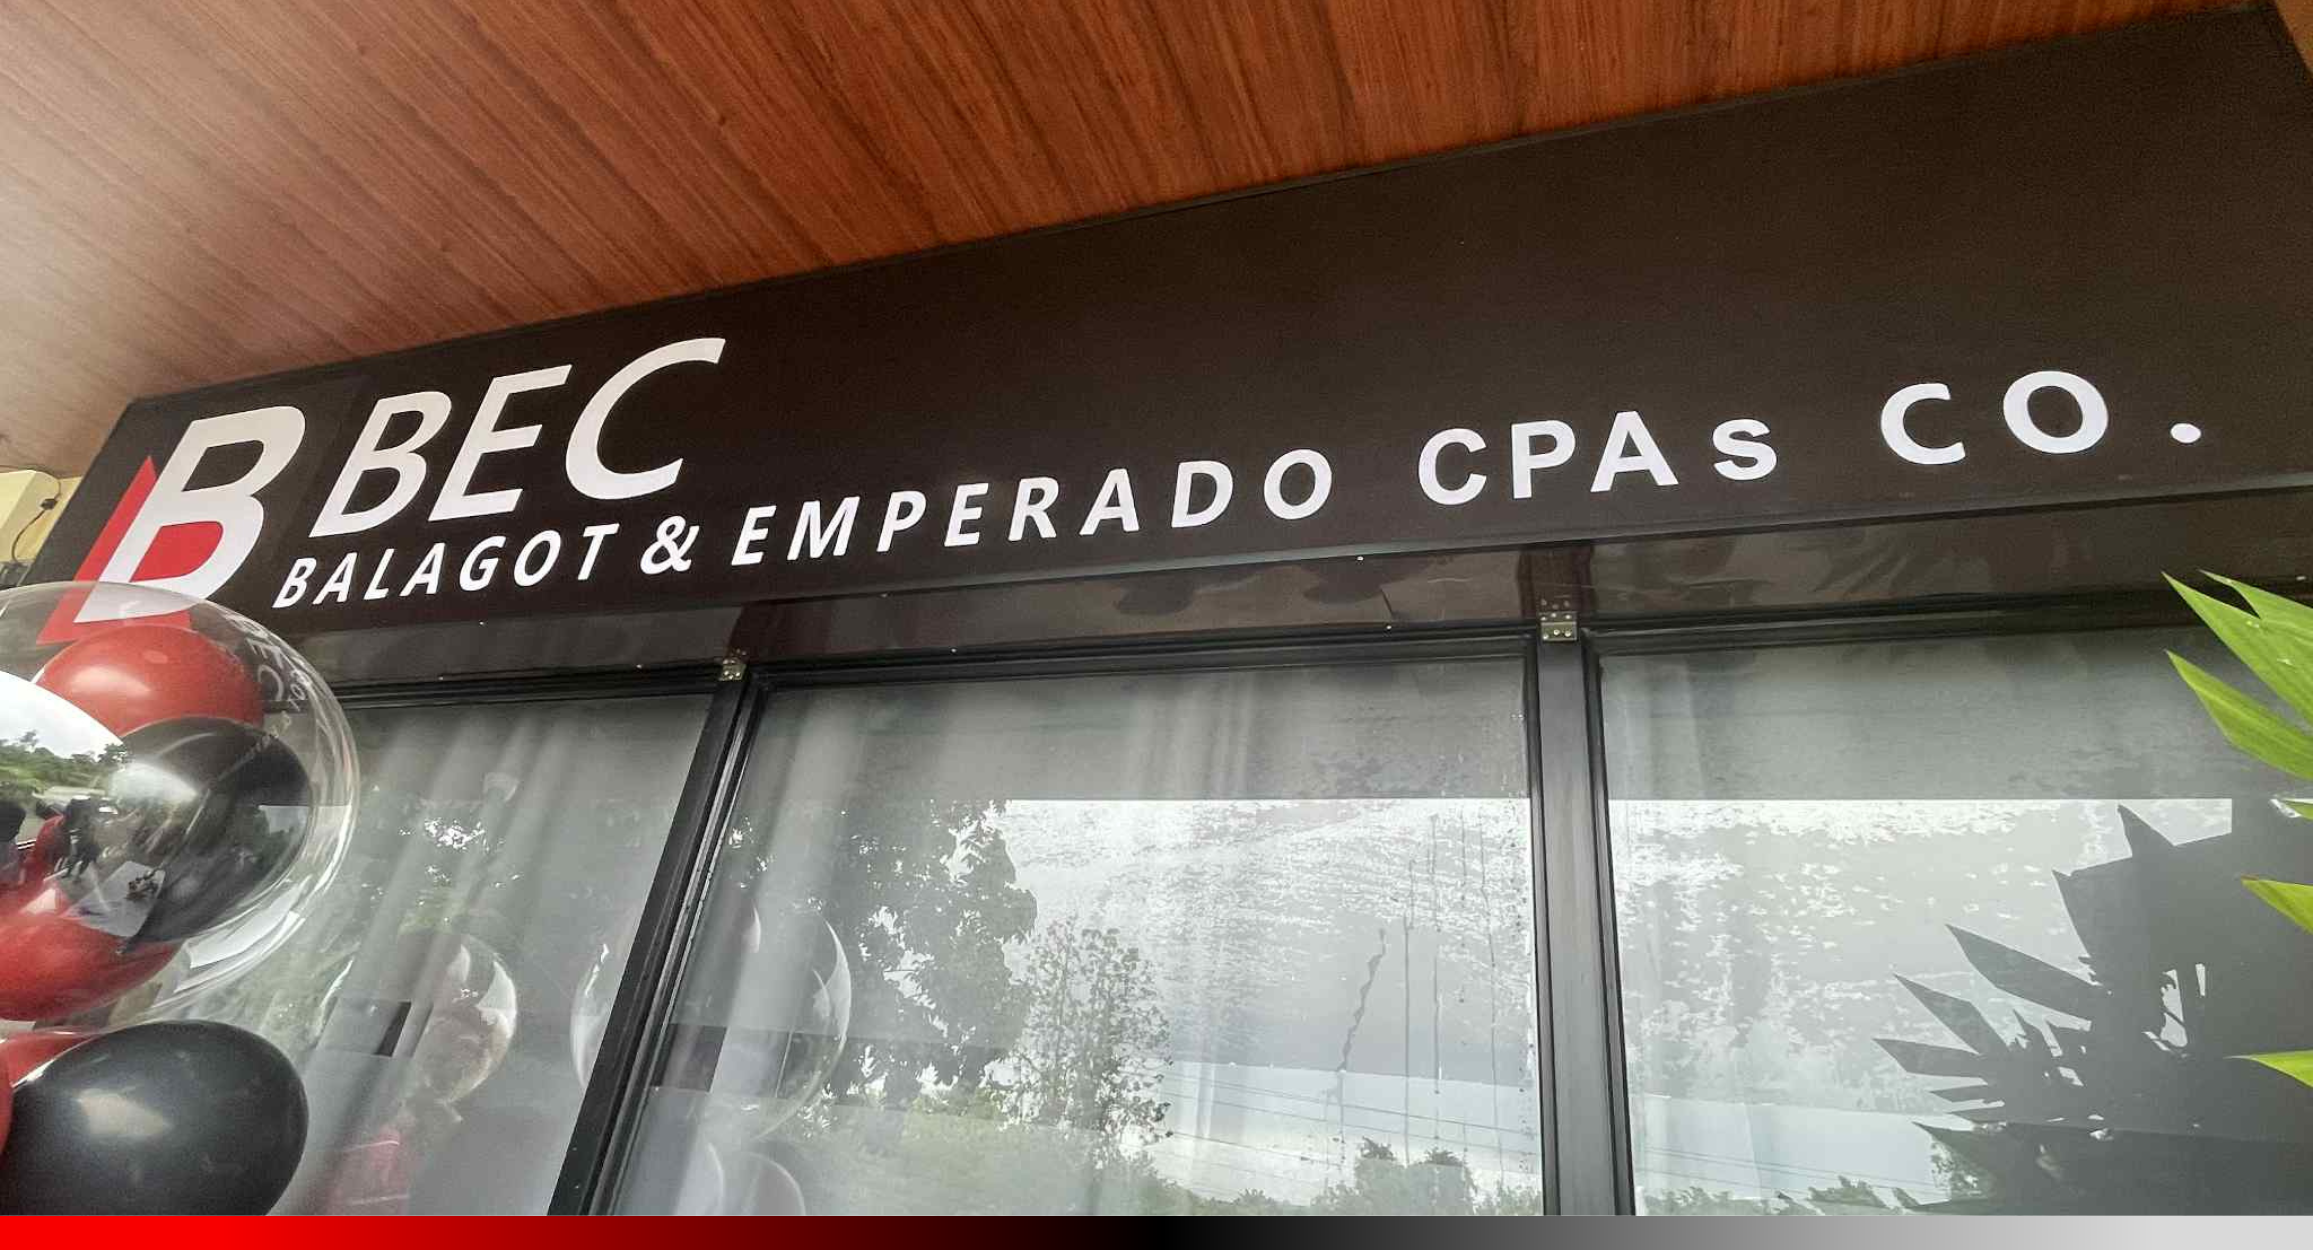 B BEC
BALAGOT & EMPERADO CPAs CO.